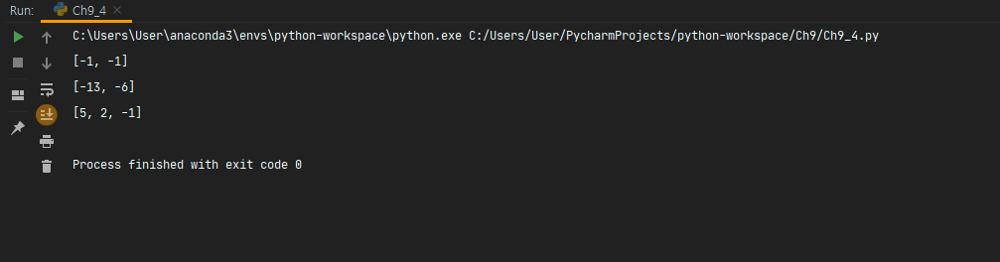 Run: Ch9_4
C:\Users\User\anaconda3\envs\python-workspace\python.exe C:/Users/User/PycharmProjects/python-workspace/Ch9/Ch9_4.py
[-1, -1]
[-13, -6]
[5, 2, -1]
Process finished with exit code 0